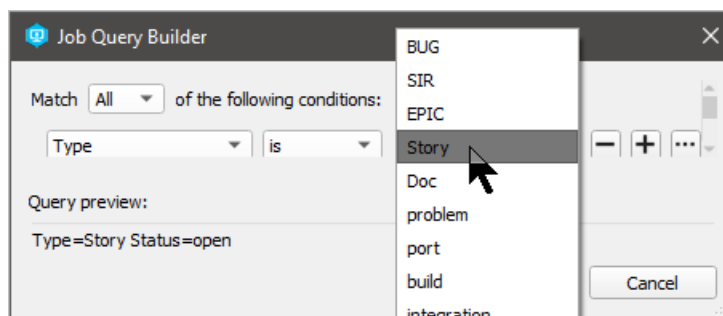 Job Query Builder
Match All of the following conditions:
Type is
BUG
SIR
EPIC
Story
Doc
problem
port
build
integration
Query preview:
Type=Story Status=open
Cancel